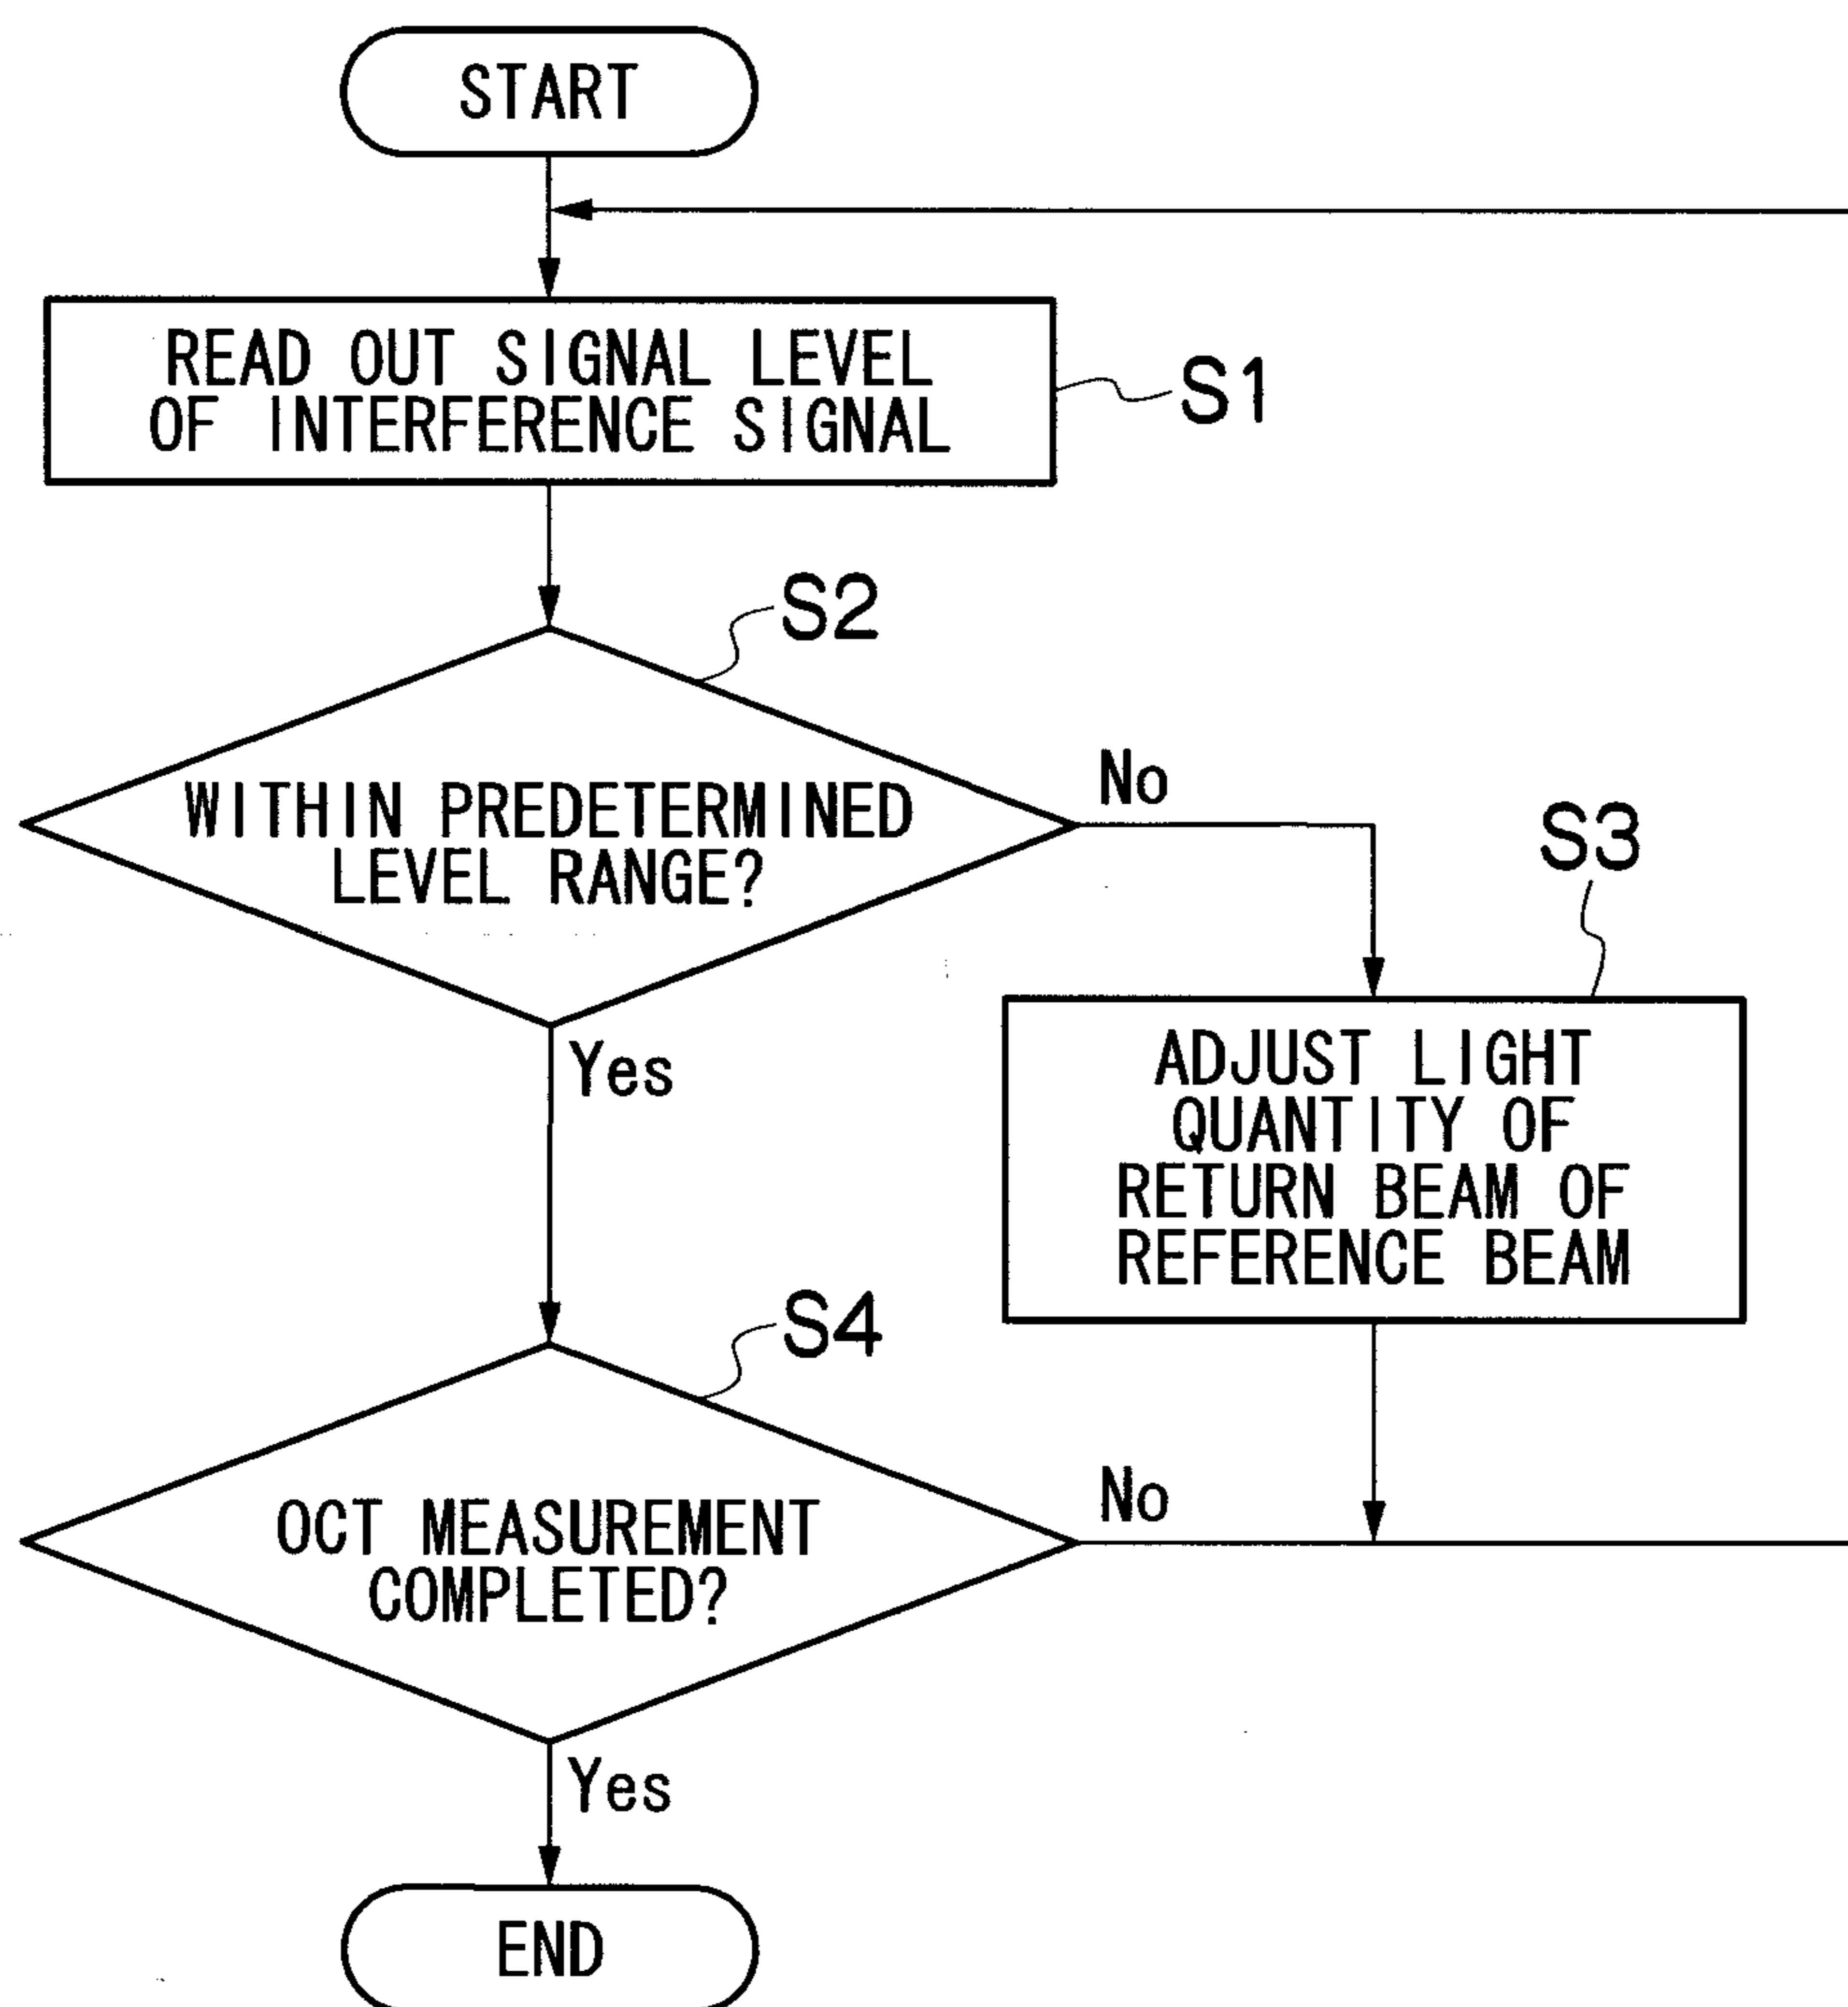 START
READ OUT SIGNAL LEVEL
OF INTERFERENCE SIGNAL
S1
S2
WITHIN PREDETERMINED
LEVEL RANGE?
No
Yes
S3
ADJUST LIGHT
QUANTITY OF
RETURN BEAM OF
REFERENCE BEAM
S4
OCT MEASUREMENT
COMPLETED?
No
Yes
END